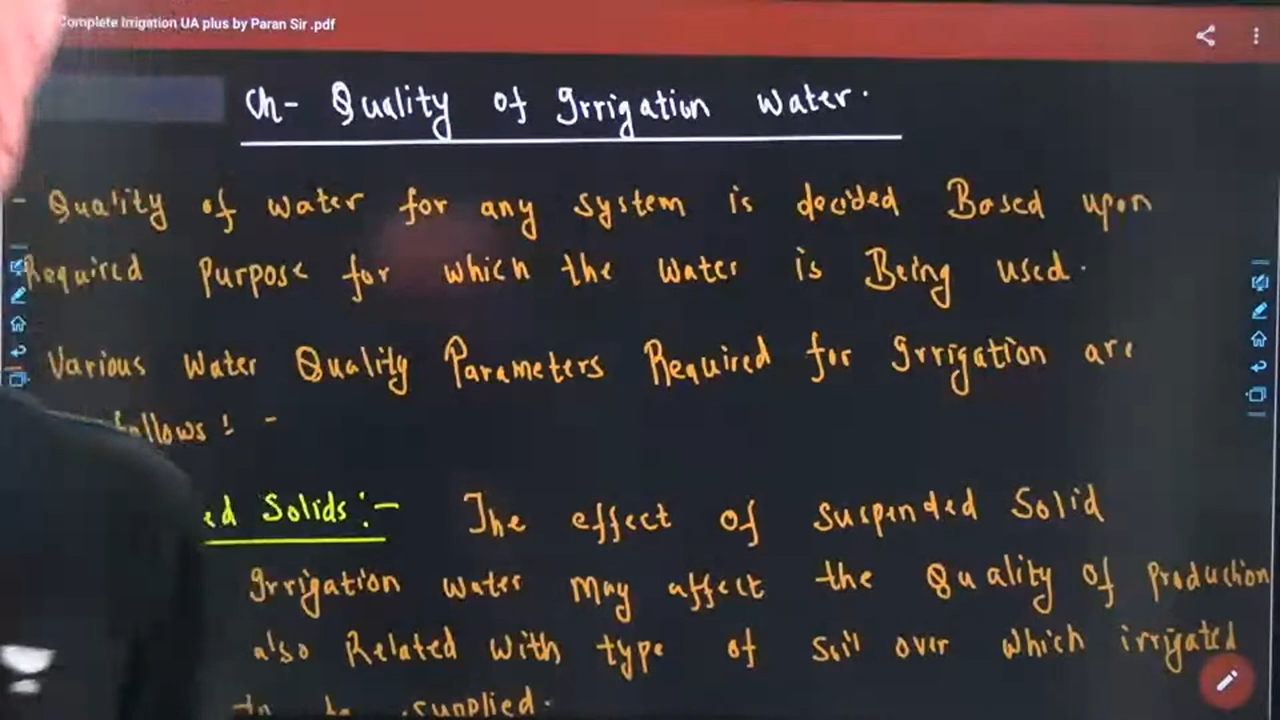 Complete Irrigation UA plus by Paran Sir .pdf
Ch- Quality of Irrigation Water.
- Quality of water for any system is decided Based upon
Required Purpose for which the water is Being used.
Various Water Quality Parameters Required for Irrigation are
follows: -
ed Solids:- The effect of suspended Solid
Irrigation water may affect the Quality of production
also Related with type of soil over which irrigated
supplied.